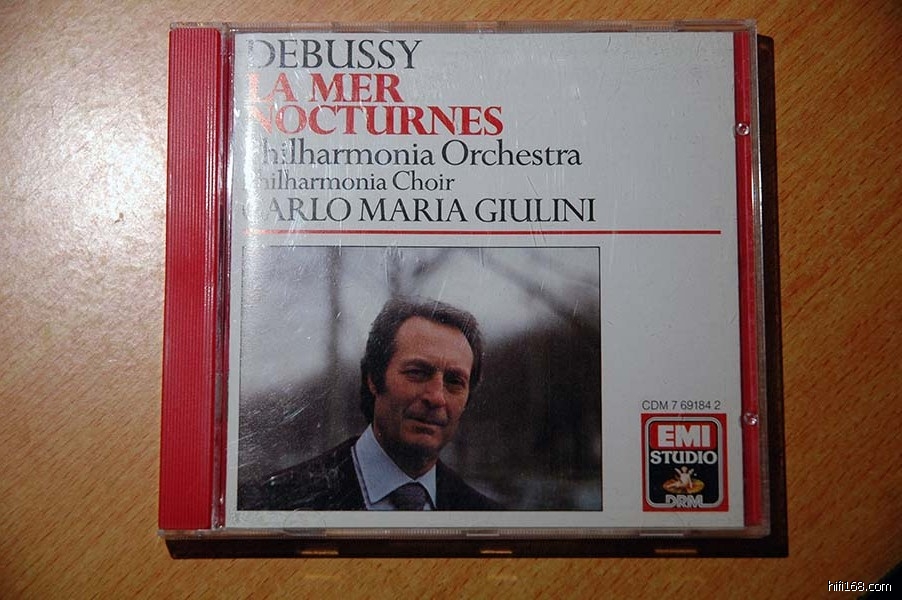 DEBUSSY
LA MER
NOCTURNES
Philharmonia Orchestra
Philharmonia Choir
CARLO MARIA GIULINI
CDM 7 69184 2
EMI
STUDIO
DRM
hifi168.com